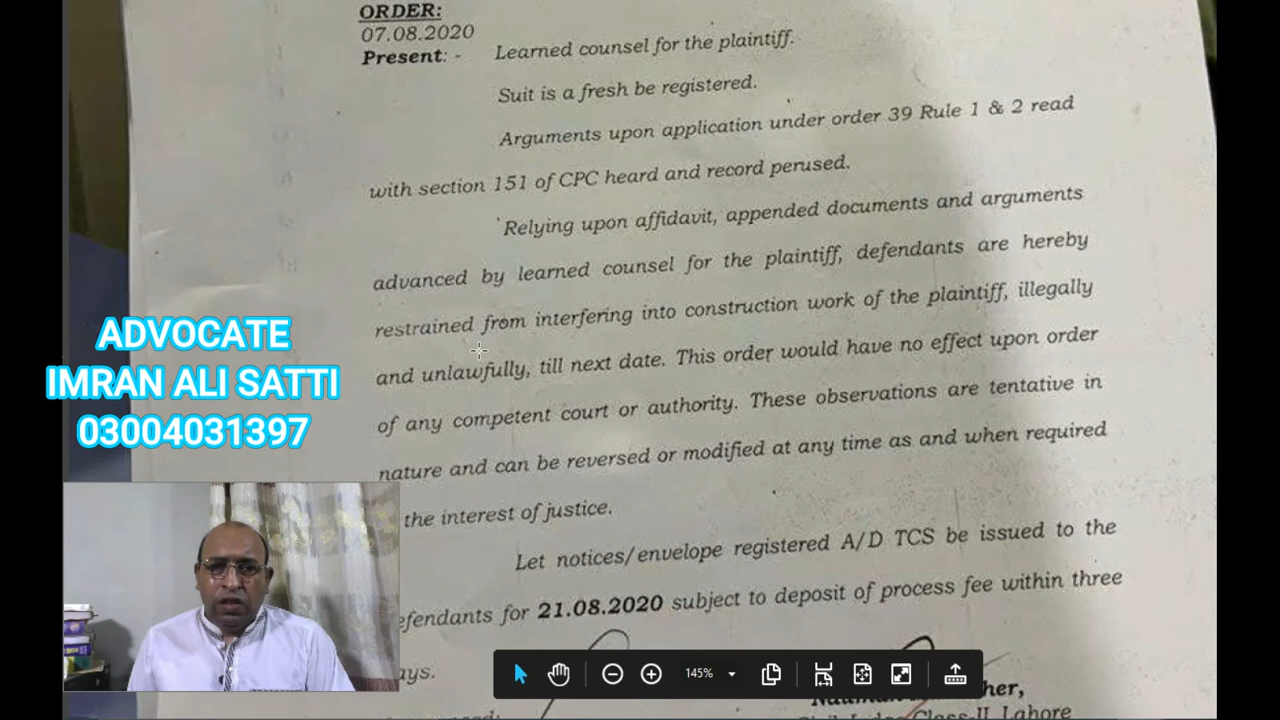 ORDER:
07.08.2020
Present: - Learned counsel for the plaintiff.
Suit is a fresh be registered.
Arguments upon application under order 39 Rule 1 & 2 read
with section 151 of CPC heard and record perused.
Relying upon affidavit, appended documents and arguments
advanced by learned counsel for the plaintiff, defendants are hereby
restrained from interfering into construction work of the plaintiff, illegally
and unlawfully, till next date. This order would have no effect upon order
of any competent court or authority. These observations are tentative in
nature and can be reversed or modified at any time as and when required
the interest of justice.
Let notices/envelope registered A/D TCS be issued to the
efendants for 21.08.2020 subject to deposit of process fee within three
ays.
her,
Class-II, Lahore
ADVOCATE
IMRAN ALI SATTI
03004031397
145%